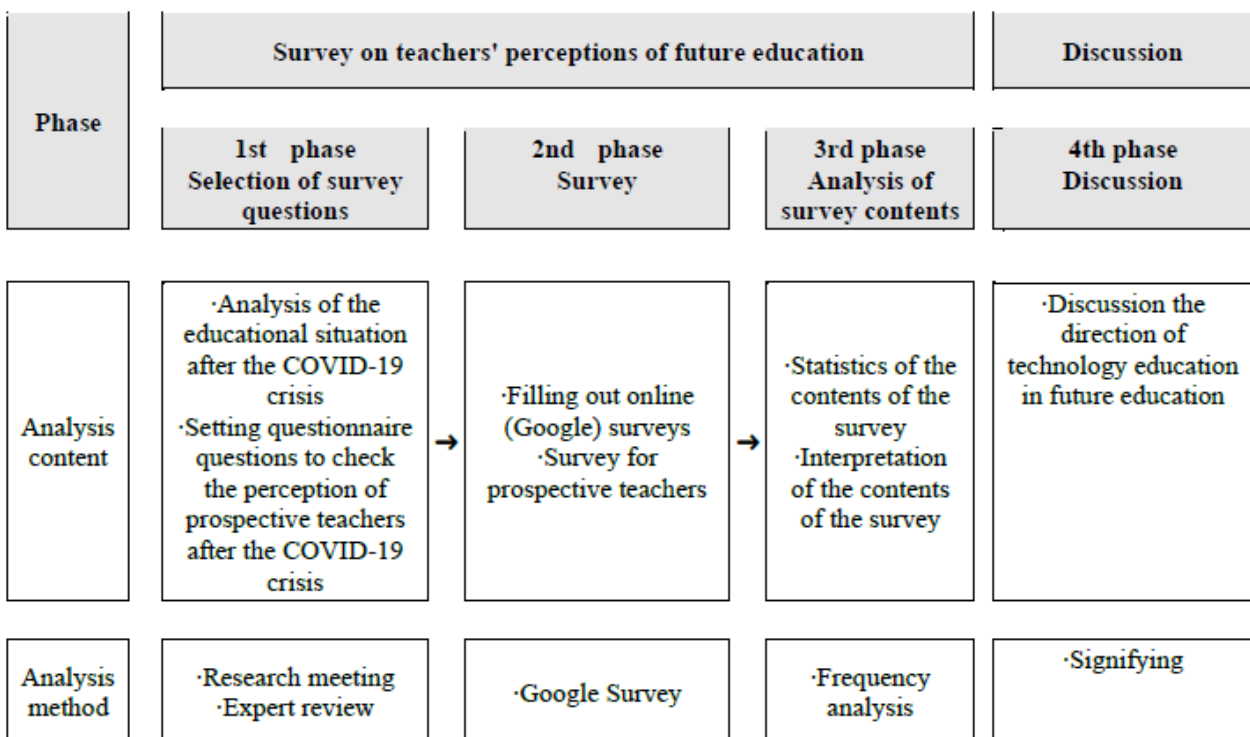 Phase
Survey on teachers' perceptions of future education
Discussion
1st phase
Selection of survey
questions
2nd phase
Survey
3rd phase
Analysis of
survey contents
4th phase
Discussion
Analysis
content
·Analysis of the
educational situation
after the COVID-19
crisis
·Setting questionnaire
questions to check
the perception of
prospective teachers
after the COVID-19
crisis
→
·Filling out online
(Google) surveys
·Survey for
prospective teachers
→
·Statistics of the
contents of the
survey
·Interpretation
of the contents
of the survey
·Discussion the
direction of
technology education
in future education
Analysis
method
·Research meeting
·Expert review
·Google Survey
·Frequency
analysis
·Signifying